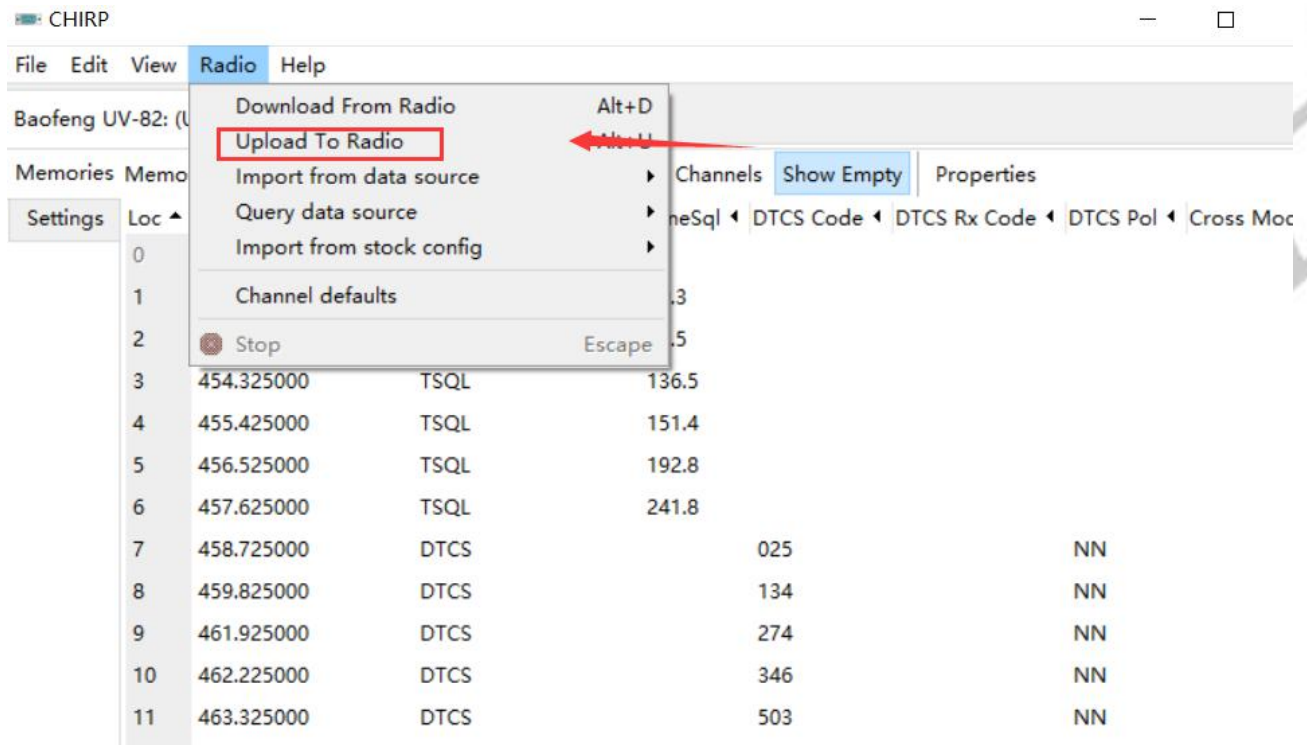 CHIRP
File Edit View Radio Help
Baofeng UV-82: (U
Download From Radio Alt+D
Upload To Radio Alt+U
Import from data source
Query data source
Import from stock config
Channel defaults
Stop Escape
Memories Memo Channels Show Empty Properties
Settings Loc neSql DTCS Code DTCS Rx Code DTCS Pol Cross Mod
0
1 .3
2 .5
3 454.325000 TSQL 136.5
4 455.425000 TSQL 151.4
5 456.525000 TSQL 192.8
6 457.625000 TSQL 241.8
7 458.725000 DTCS 025 NN
8 459.825000 DTCS 134 NN
9 461.925000 DTCS 274 NN
10 462.225000 DTCS 346 NN
11 463.325000 DTCS 503 NN